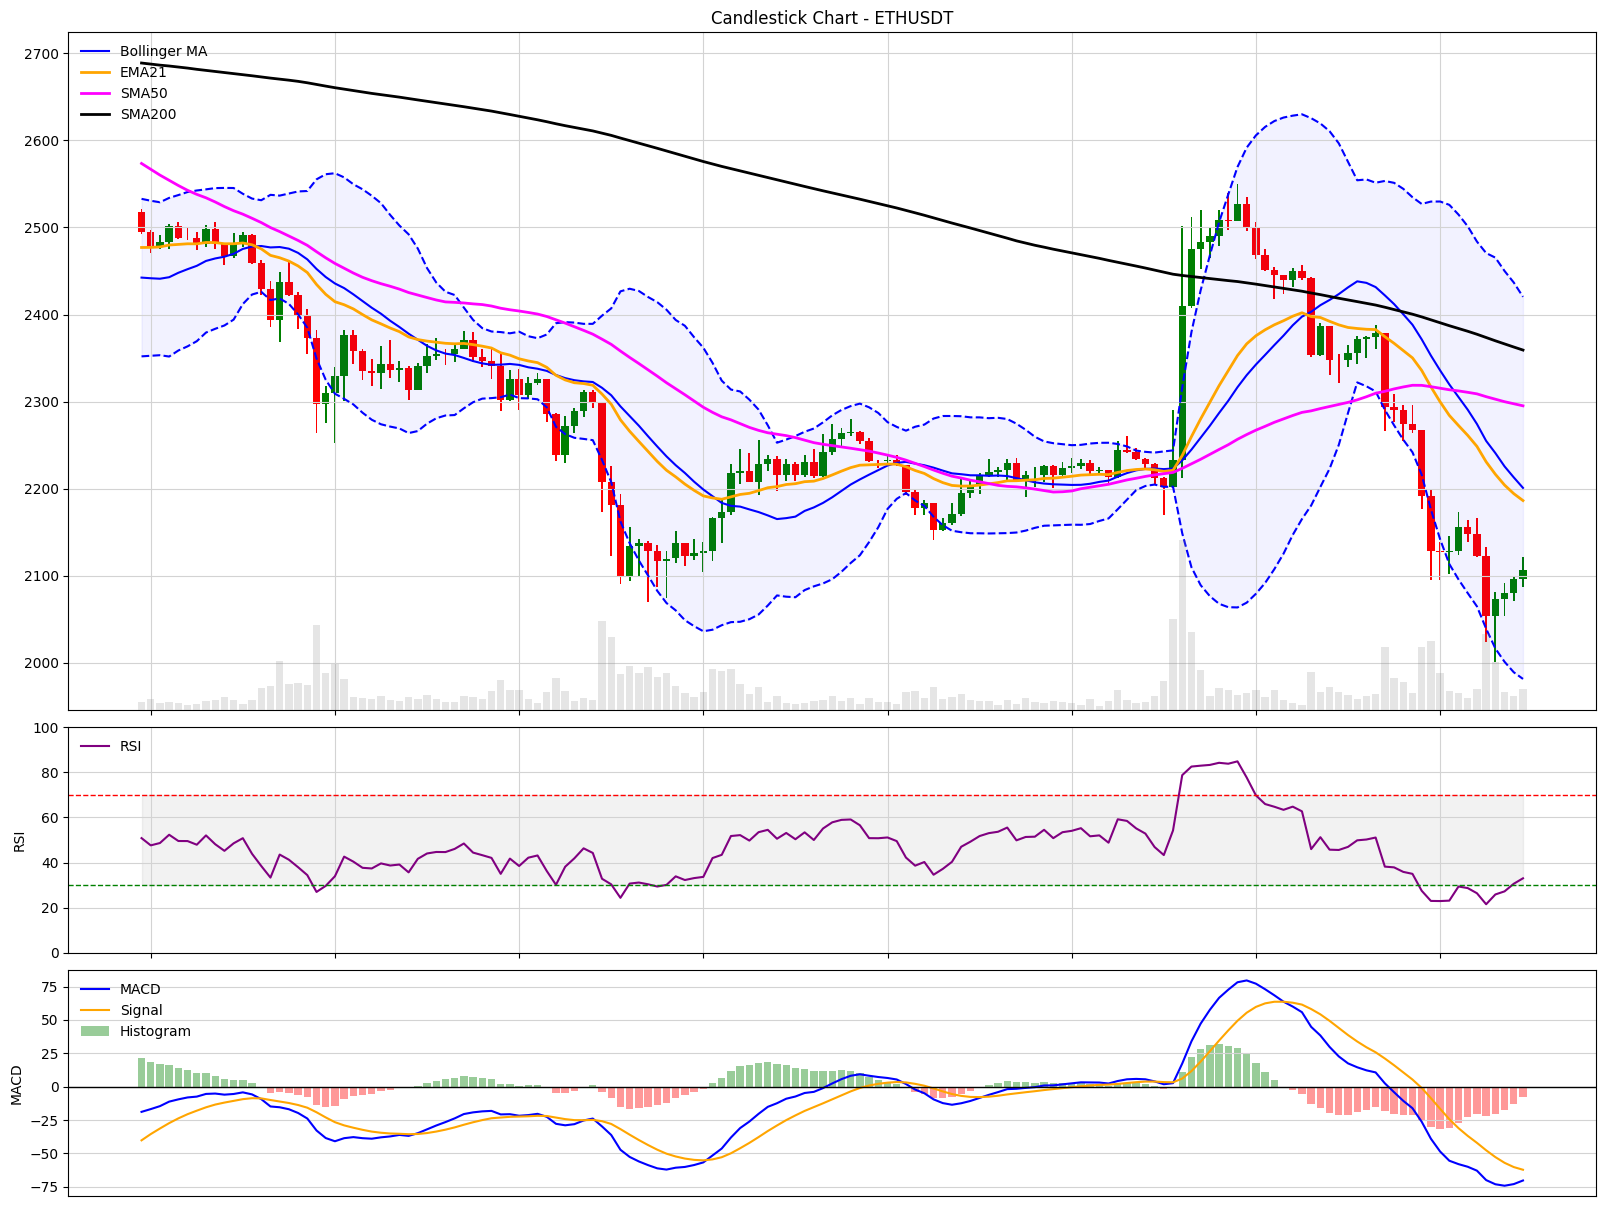 Candlestick Chart - ETHUSDT
Bollinger MA
EMA21
SMA50
SMA200
2700
2600
2500
2400
2300
2200
2100
2000
RSI
100
80
60
40
20
0
RSI
MACD
Signal
Histogram
75
50
25
0
−25
−50
−75
MACD